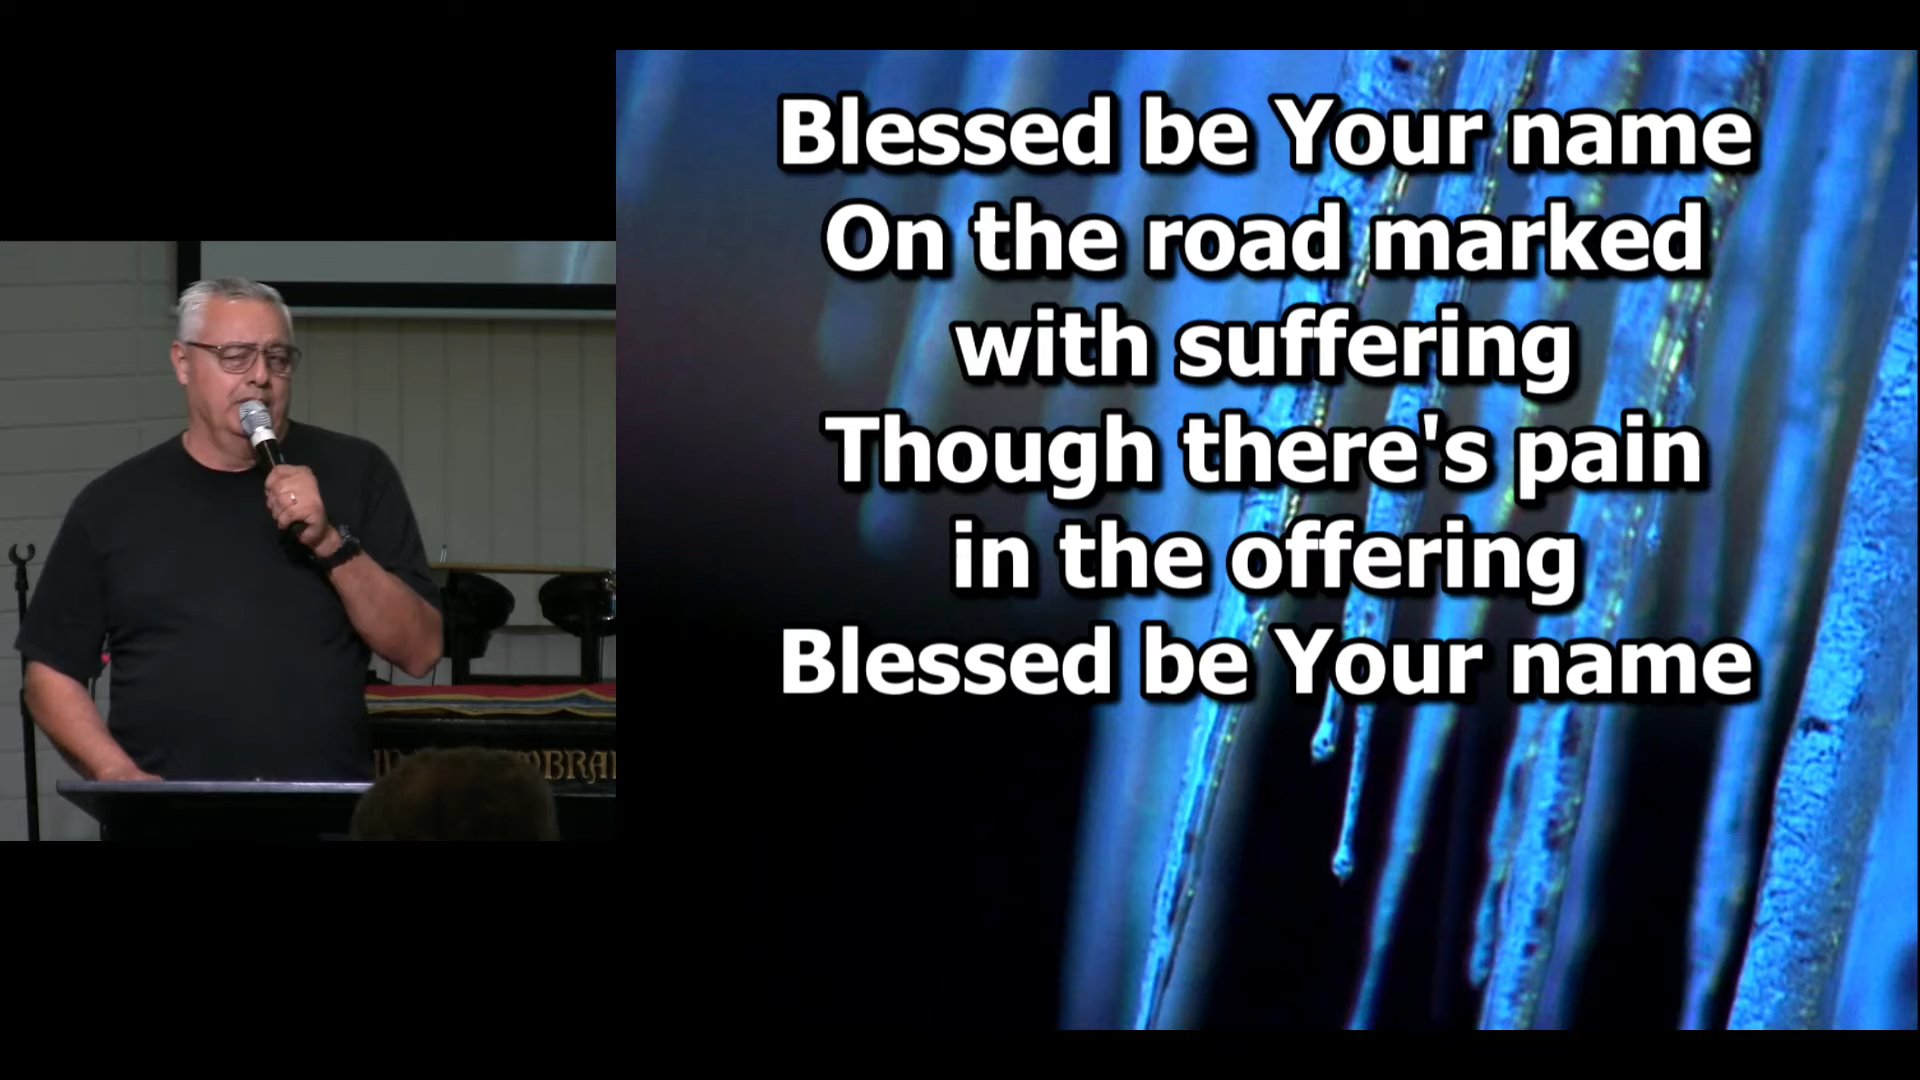 Blessed be Your name
On the road marked
with suffering
Though there's pain
in the offering
Blessed be Your name